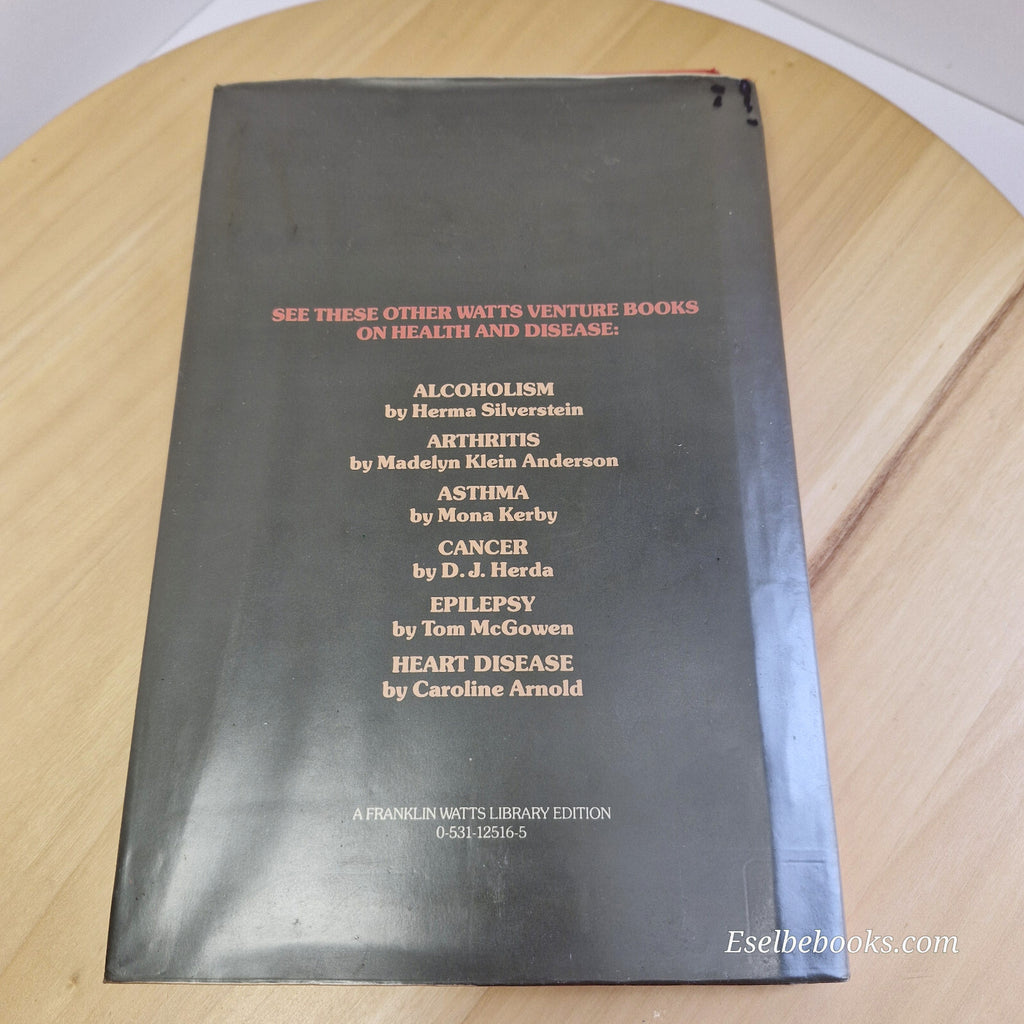 SEE THESE OTHER WATTS VENTURE BOOKS
ON HEALTH AND DISEASE:
ALCOHOLISM
by Herma Silverstein
ARTHRITIS
by Madelyn Klein Anderson
ASTHMA
by Mona Kerby
CANCER
by D. J. Herda
EPILEPSY
by Tom McGowen
HEART DISEASE
by Caroline Arnold
A FRANKLIN WATTS LIBRARY EDITION
0-531-12516-5
Eselbebooks.com